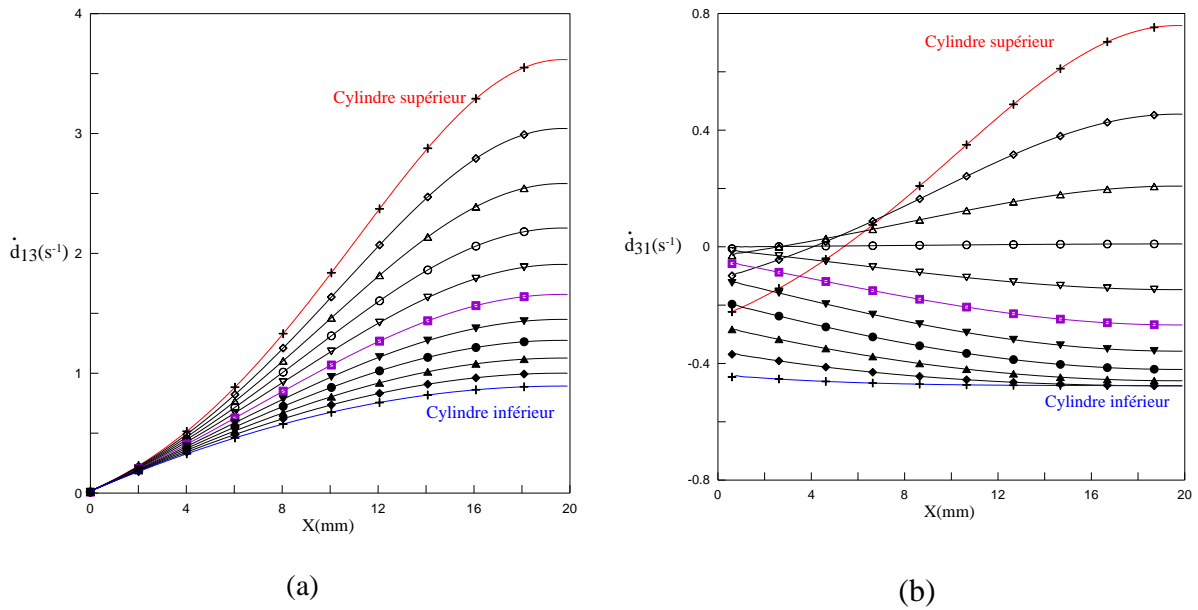 4
3
2
1
0
ḋ13(s⁻¹)
Cylindre supérieur
Cylindre inférieur
0 4 8 12 16 20
X(mm)
(a)
0.8
0.4
0
-0.4
-0.8
ḋ31(s⁻¹)
Cylindre supérieur
Cylindre inférieur
0 4 8 12 16 20
X(mm)
(b)